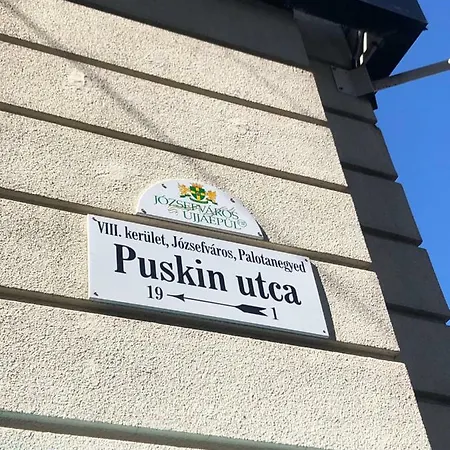 JÓZSEFVÁROS
ÚJJÁÉPÜL
VIII. kerület, Józsefváros, Palotanegyed
Puskin utca
19 1